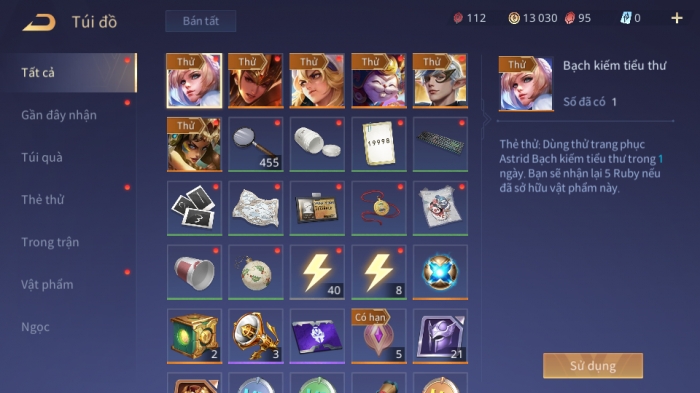 Túi đồ
Bán tất
112
13 030
95
0
Tất cả
Gần đây nhận
Túi quà
Thẻ thử
Trong trận
Vật phẩm
Ngọc
Thử
Thử
Thử
Thử
Thử
Thử
455
19998
40
8
2
3
Có hạn
5
21
Thử
Bạch kiếm tiểu thư
Số đã có 1
Thẻ thử: Dùng thử trang phục
Astrid Bạch kiếm tiểu thư trong 1
ngày. Bạn sẽ nhận lại 5 Ruby nếu
đã sở hữu vật phẩm này.
Sử dụng